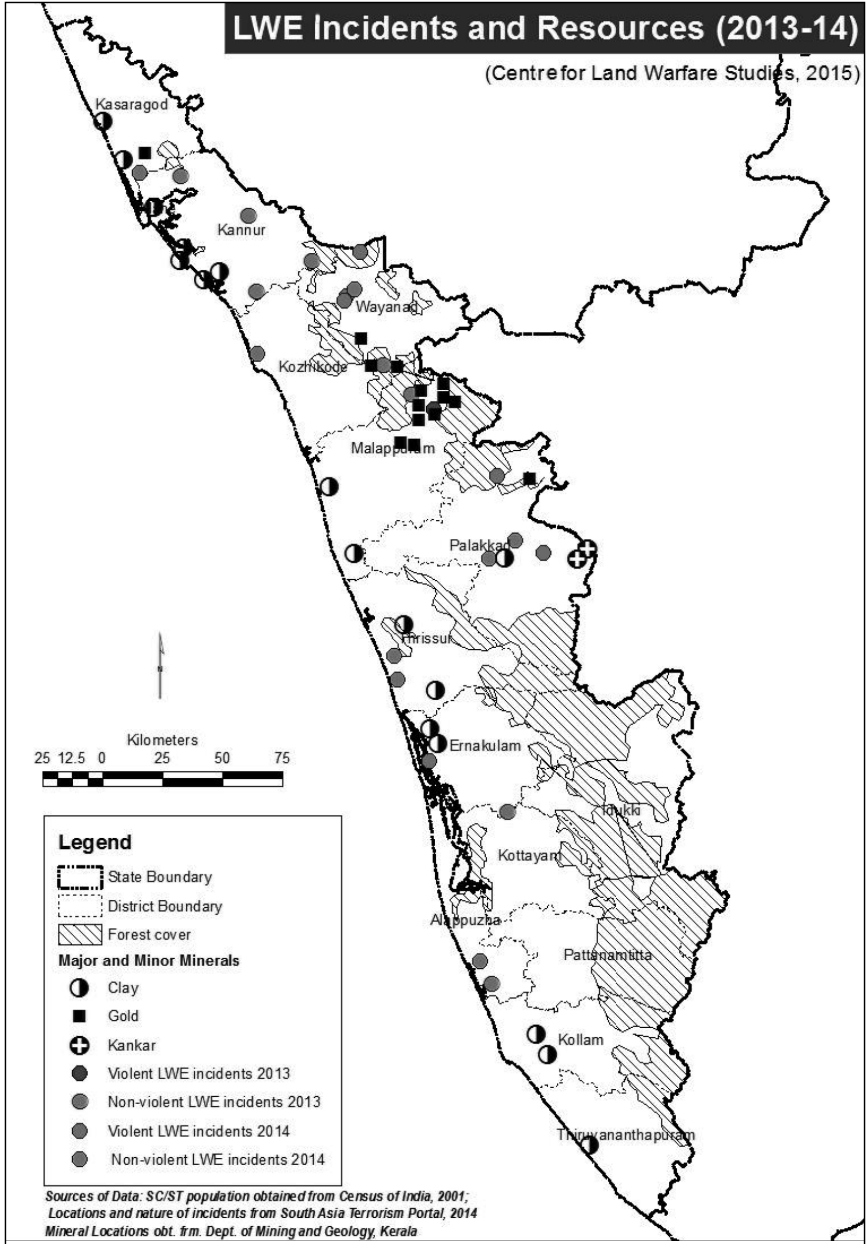 LWE Incidents and Resources (2013-14)
(Centre for Land Warfare Studies, 2015)
Kasaragod
Kannur
Wayanad
Kozhikode
Malappuram
Palakkad
Thrissur
N
Kilometers
25 12.5 0 25 50 75
Ernakulam
Idukki
Kottayam
Alappuzha
Pattanamtitta
Kollam
Thiruvananthapuram
Legend
State Boundary
District Boundary
Forest cover
Major and Minor Minerals
Clay
Gold
Kankar
Violent LWE incidents 2013
Non-violent LWE incidents 2013
Violent LWE incidents 2014
Non-violent LWE incidents 2014
Sources of Data: SC/ST population obtained from Census of India, 2001;
Locations and nature of incidents from South Asia Terrorism Portal, 2014
Mineral Locations obt. frm. Dept. of Mining and Geology, Kerala